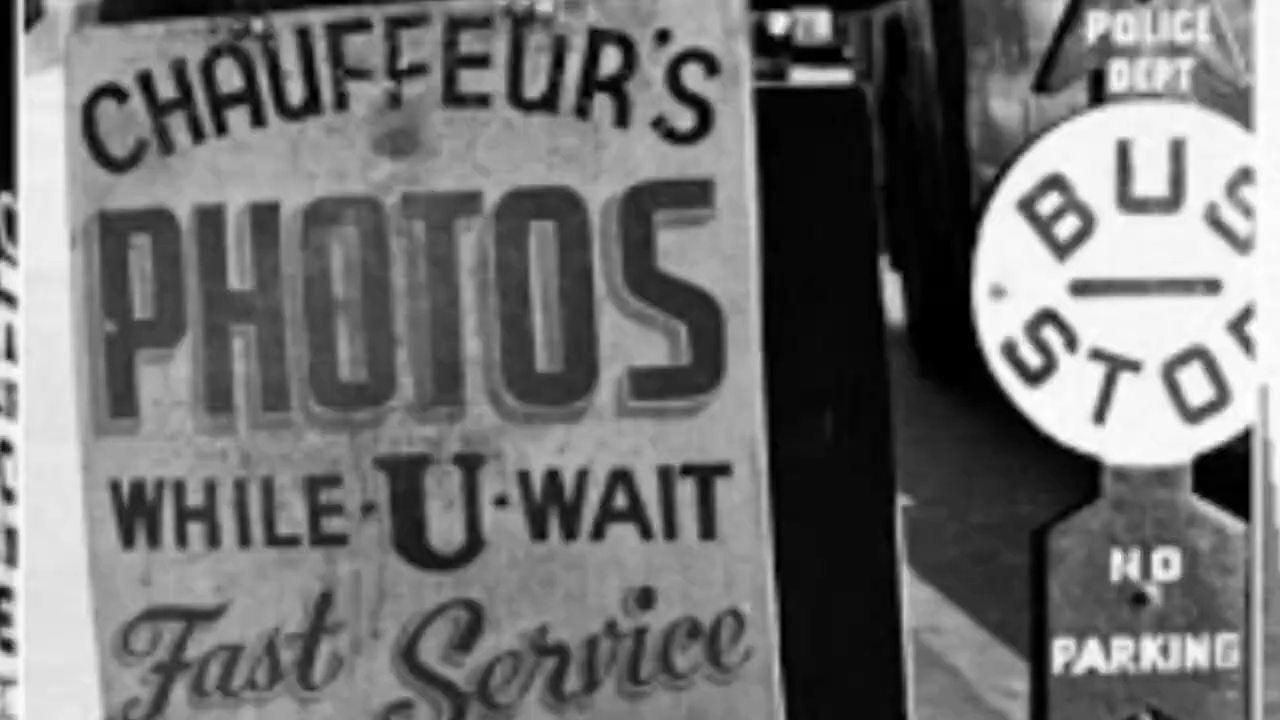 CHAUFFEUR'S
PHOTOS
WHILE·U·WAIT
Fast Service
POLICE
DEPT
BUS
STOP
NO
PARKING